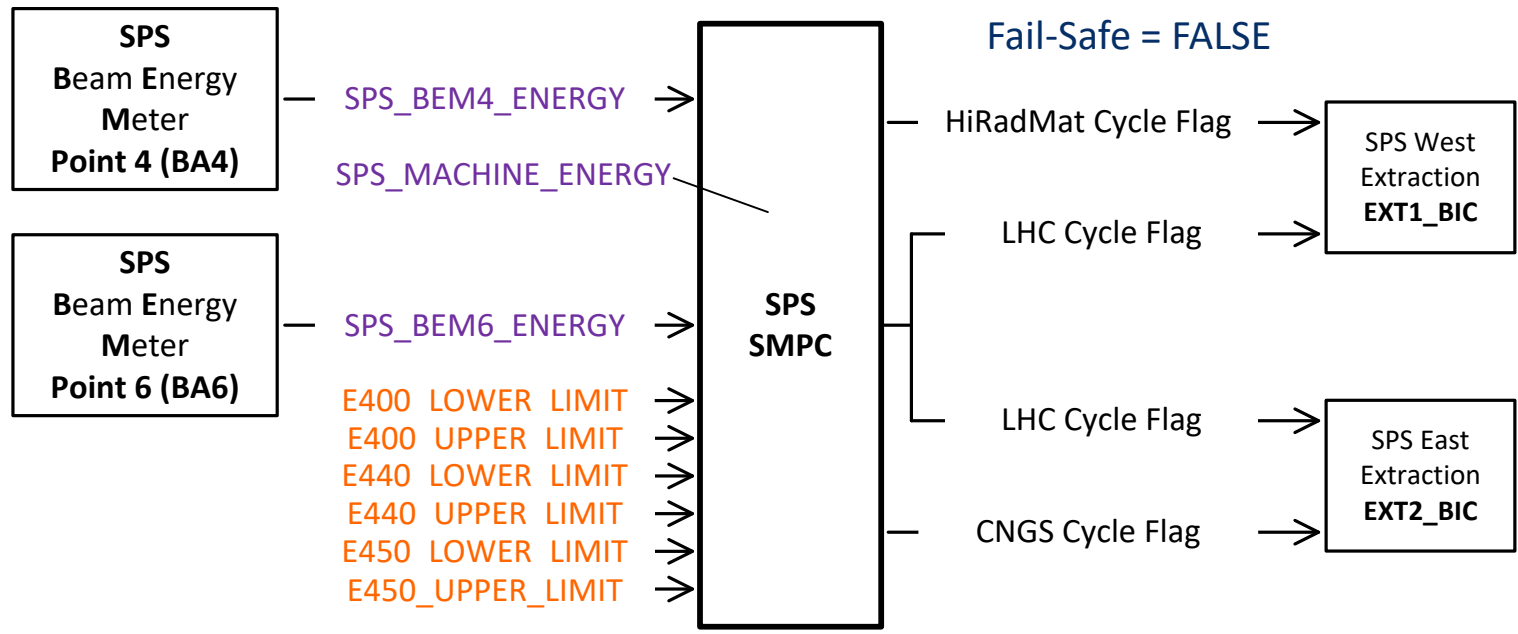 SPS
Beam Energy
Meter
Point 4 (BA4)
SPS
Beam Energy
Meter
Point 6 (BA6)
SPS_BEM4_ENERGY
SPS_MACHINE_ENERGY
SPS_BEM6_ENERGY
E400 LOWER LIMIT
E400 UPPER LIMIT
E440 LOWER LIMIT
E440 UPPER LIMIT
E450 LOWER LIMIT
E450_UPPER_LIMIT
SPS
SMPC
Fail-Safe = FALSE
HiRadMat Cycle Flag
LHC Cycle Flag
LHC Cycle Flag
CNGS Cycle Flag
SPS West
Extraction
EXT1_BIC
SPS East
Extraction
EXT2_BIC